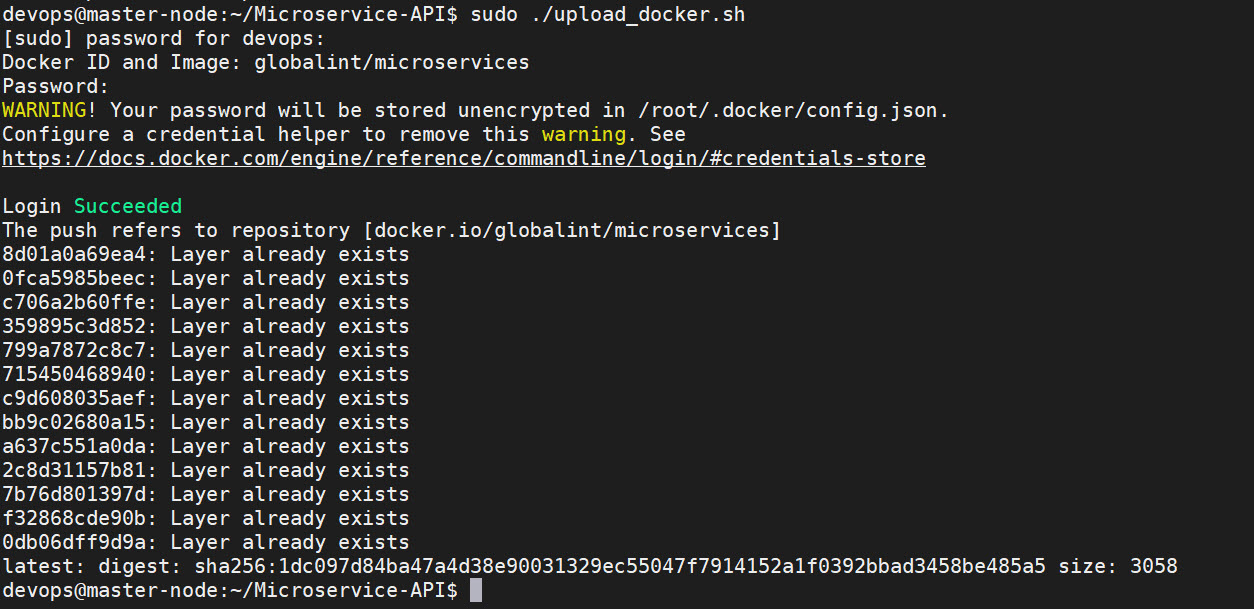 devops@master-node:~/Microservice-API$ sudo ./upload_docker.sh
[sudo] password for devops:
Docker ID and Image: globalint/microservices
Password:
WARNING! Your password will be stored unencrypted in /root/.docker/config.json.
Configure a credential helper to remove this warning. See
https://docs.docker.com/engine/reference/commandline/login/#credentials-store
Login Succeeded
The push refers to repository [docker.io/globalint/microservices]
8d01a0a69ea4: Layer already exists
0fca5985beec: Layer already exists
c706a2b60ffe: Layer already exists
359895c3d852: Layer already exists
799a7872c8c7: Layer already exists
715450468940: Layer already exists
c9d608035aef: Layer already exists
bb9c02680a15: Layer already exists
a637c551a0da: Layer already exists
2c8d31157b81: Layer already exists
7b76d801397d: Layer already exists
f32868cde90b: Layer already exists
0db06dff9d9a: Layer already exists
latest: digest: sha256:1dc097d84ba47a4d38e90031329ec55047f7914152a1f0392bbad3458be485a5 size: 3058
devops@master-node:~/Microservice-API$